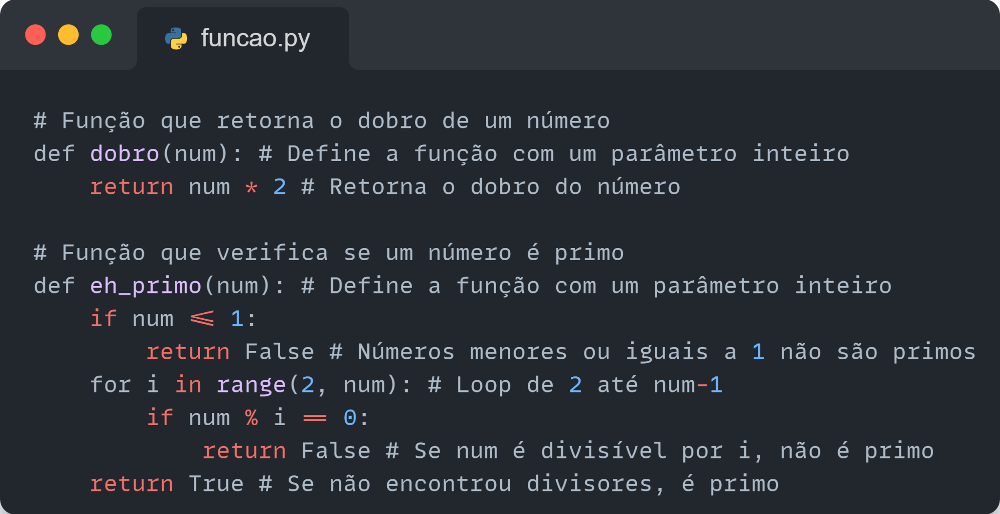 funcao.py
# Função que retorna o dobro de um número
def dobro(num): # Define a função com um parâmetro inteiro
    return num * 2 # Retorna o dobro do número

# Função que verifica se um número é primo
def eh_primo(num): # Define a função com um parâmetro inteiro
    if num <= 1:
        return False # Números menores ou iguais a 1 não são primos
    for i in range(2, num): # Loop de 2 até num-1
        if num % i == 0:
            return False # Se num é divisível por i, não é primo
    return True # Se não encontrou divisores, é primo